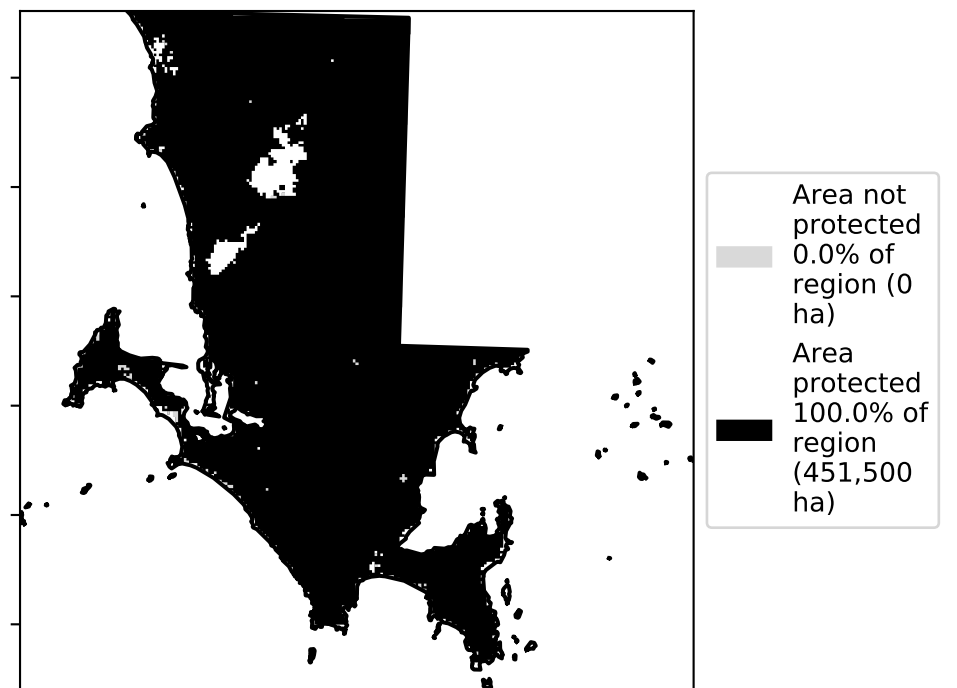 Area not
protected
0.0% of
region (0
ha)
Area
protected
100.0% of
region
(451,500
ha)